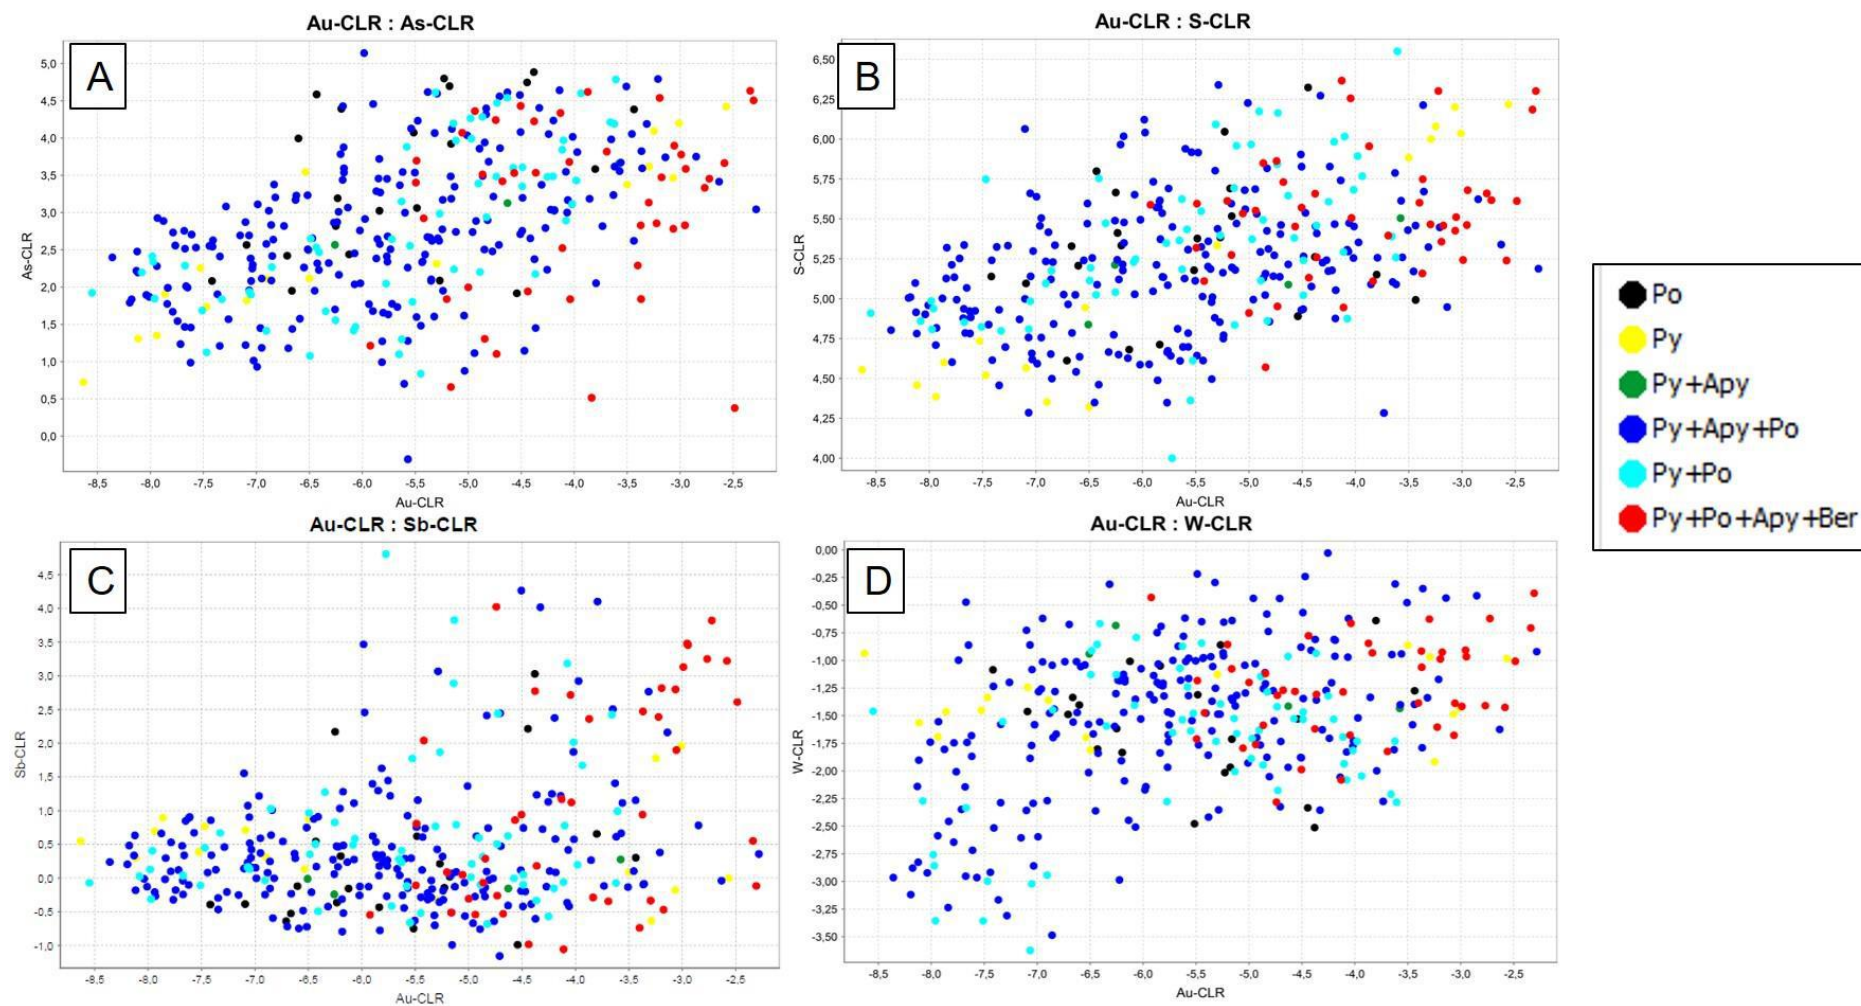 Au-CLR : As-CLR
A
As-CLR
5,0
4,5
4,0
3,5
3,0
2,5
2,0
1,5
1,0
0,5
0,0
-8,5 -8,0 -7,5 -7,0 -6,5 -6,0 -5,5 -5,0 -4,5 -4,0 -3,5 -3,0 -2,5
Au-CLR
Au-CLR : S-CLR
B
S-CLR
6,50
6,25
6,00
5,75
5,50
5,25
5,00
4,75
4,50
4,25
4,00
-8,5 -8,0 -7,5 -7,0 -6,5 -6,0 -5,5 -5,0 -4,5 -4,0 -3,5 -3,0 -2,5
Au-CLR
Po
Py
Py+Apy
Py+Apy+Po
Py+Po
Py+Po+Apy+Ber
Au-CLR : Sb-CLR
C
Sb-CLR
4,5
4,0
3,5
3,0
2,5
2,0
1,5
1,0
0,5
0,0
-0,5
-1,0
-8,5 -8,0 -7,5 -7,0 -6,5 -6,0 -5,5 -5,0 -4,5 -4,0 -3,5 -3,0 -2,5
Au-CLR
Au-CLR : W-CLR
D
W-CLR
0,00
-0,25
-0,50
-0,75
-1,00
-1,25
-1,50
-1,75
-2,00
-2,25
-2,50
-2,75
-3,00
-3,25
-3,50
-8,5 -8,0 -7,5 -7,0 -6,5 -6,0 -5,5 -5,0 -4,5 -4,0 -3,5 -3,0 -2,5
Au-CLR